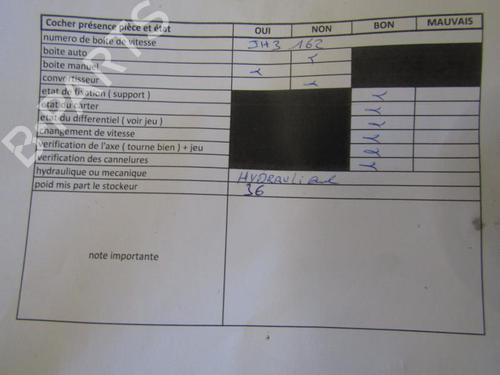 Cocher présence pièce et état OUI NON BON MAUVAIS
numero de boite de vitesse JH3 162
boite auto
boite manuel
convertisseur
etat de fixation ( support )
état du carter
etat du differentiel ( voir jeu )
changement de vitesse
verification de l'axe ( tourne bien ) + jeu
verification des cannelures
hydraulique ou mecanique HYDRAULIQUE
poid mis part le stockeur 36
note importante
B-PARTS